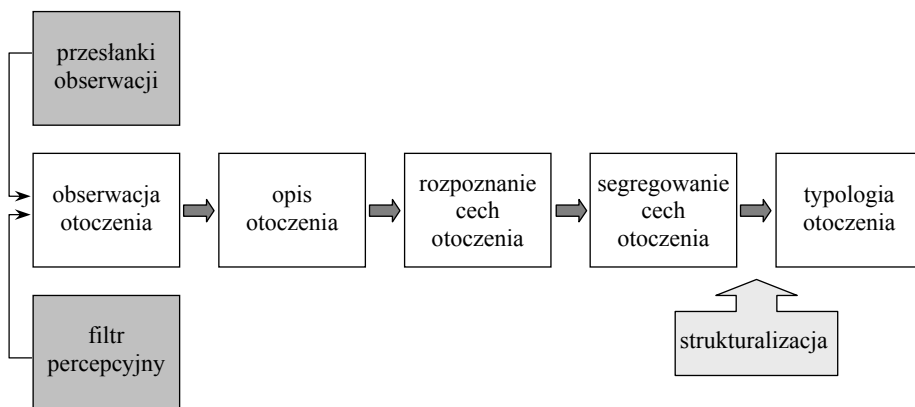 przesłanki
obserwacji
obserwacja
otoczenia
opis
otoczenia
rozpoznanie
cech
otoczenia
segregowanie
cech
otoczenia
typologia
otoczenia
filtr
percepcyjny
strukturalizacja